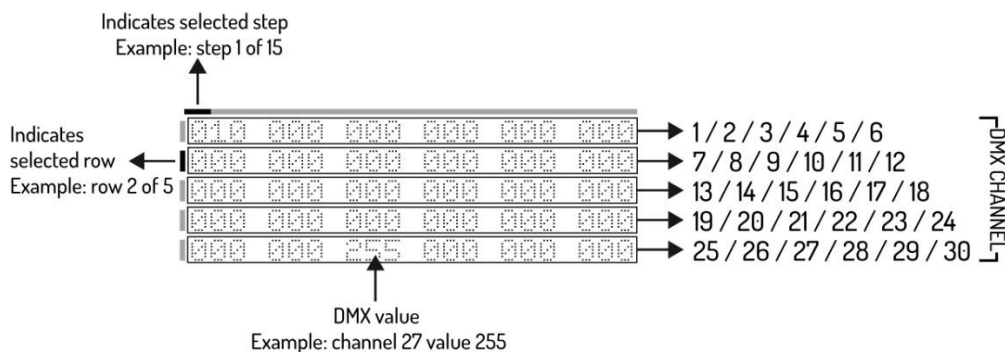 Indicates selected step
Example: step 1 of 15
Indicates
selected row
Example: row 2 of 5
010 000 000 000 000 000
1 / 2 / 3 / 4 / 5 / 6
000 000 000 000 000 000
7 / 8 / 9 / 10 / 11 / 12
000 000 000 000 000 000
13 / 14 / 15 / 16 / 17 / 18
000 000 000 000 000 000
19 / 20 / 21 / 22 / 23 / 24
000 000 255 000 000 000
25 / 26 / 27 / 28 / 29 / 30
DMX CHANNEL
DMX value
Example: channel 27 value 255